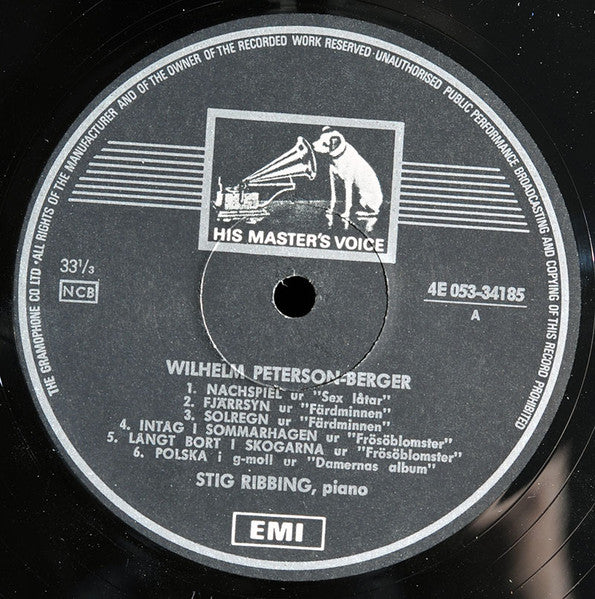 THE GRAMOPHONE CO LTD · ALL RIGHTS OF THE MANUFACTURER AND OF THE OWNER OF THE RECORDED WORK RESERVED · UNAUTHORISED PUBLIC PERFORMANCE BROADCASTING AND COPYING OF THIS RECORD PROHIBITED
HIS MASTER'S VOICE
33 1/3
NCB
4E 053-34185
A
WILHELM PETERSON-BERGER
1. NACHSPIEL ur "Sex låtar"
2. FJÄRRSYN ur "Färdminnen"
3. SOLREGN ur "Färdminnen"
4. INTAG I SOMMARHAGEN ur "Frösöblomster"
5. LÅNGT BORT I SKOGARNA ur "Frösöblomster"
6. POLSKA i g-moll ur "Damernas album"
STIG RIBBING, piano
EMI